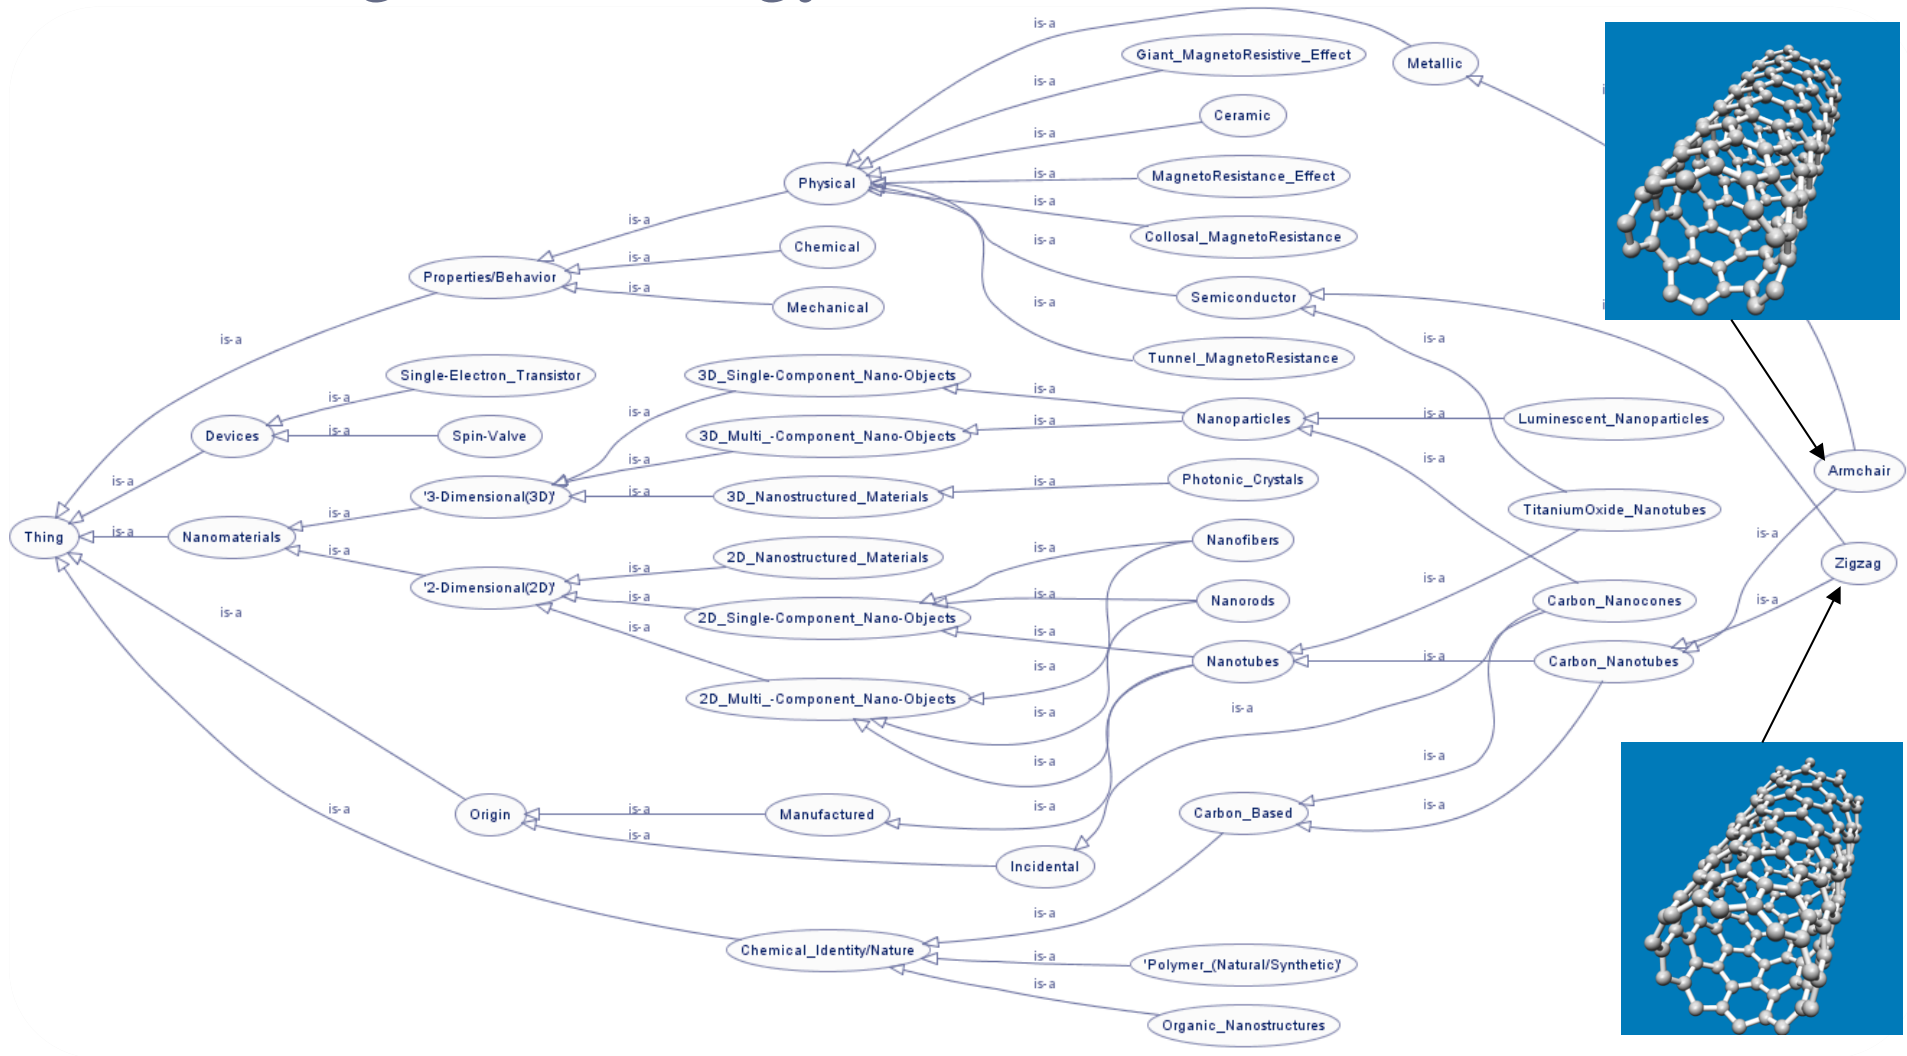 is-a
Giant_MagnetoResistive_Effect
Metallic
is-a
Ceramic
is-a
Physical
is-a
MagnetoResistance_Effect
is-a
is-a
Collosal_MagnetoResistance
is-a
Chemical
is-a
Properties/Behavior
is-a
Mechanical
Semiconductor
is-a
is-a
is-a
Tunnel_MagnetoResistance
Single-Electron_Transistor
3D_Single-Component_Nano-Objects
is-a
is-a
is-a
Nanoparticles
is-a
Luminescent_Nanoparticles
Devices
is-a
Spin-Valve
3D_Multi_-Component_Nano-Objects
is-a
is-a
is-a
Armchair
is-a
'3-Dimensional(3D)'
is-a
3D_Nanostructured_Materials
is-a
Photonic_Crystals
is-a
TitaniumOxide_Nanotubes
Thing
is-a
Nanomaterials
is-a
Nanofibers
is-a
is-a
2D_Nanostructured_Materials
is-a
Zigzag
'2-Dimensional(2D)'
is-a
is-a
is-a
Nanorods
Carbon_Nanocones
is-a
is-a
2D_Single-Component_Nano-Objects
is-a
is-a
is-a
Nanotubes
is-a
Carbon_Nanotubes
2D_Multi_-Component_Nano-Objects
is-a
is-a
is-a
is-a
is-a
is-a
Origin
is-a
Manufactured
is-a
Carbon_Based
is-a
is-a
Incidental
is-a
Chemical_Identity/Nature
is-a
'Polymer_(Natural/Synthetic)'
is-a
Organic_Nanostructures